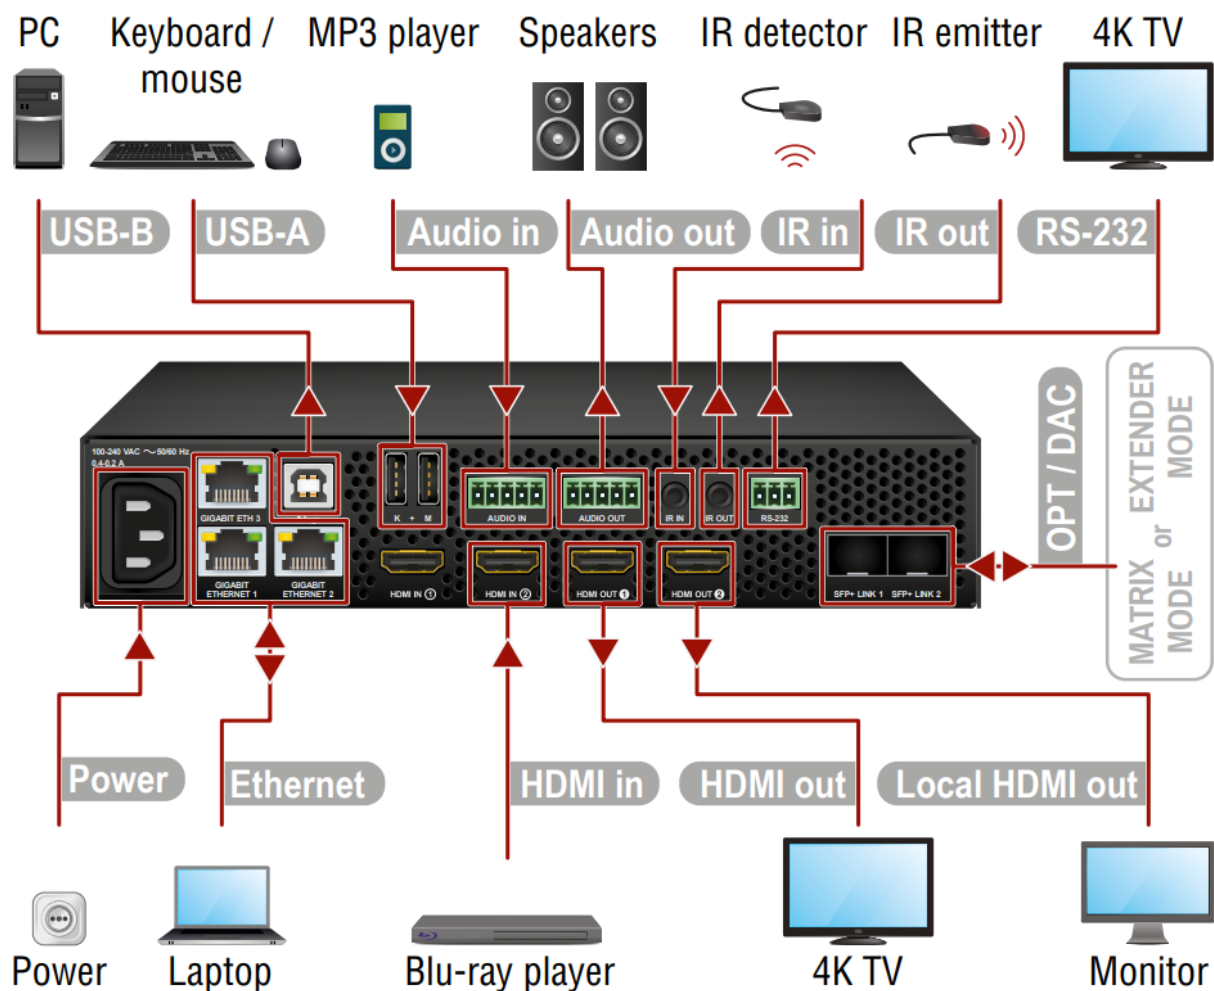 PC
Keyboard /
mouse
MP3 player
Speakers
IR detector
IR emitter
4K TV
USB-B
USB-A
Audio in
Audio out
IR in
IR out
RS-232
100-240 VAC ~ 50/60 Hz
0,4-0.2 A
GIGABIT ETH 3
K + M
AUDIO IN
AUDIO OUT
IR IN
IR OUT
RS-232
GIGABIT
ETHERNET 1
GIGABIT
ETHERNET 2
HDMI IN ①
HDMI IN ②
HDMI OUT ❶
HDMI OUT ❷
SFP+ LINK 1
SFP+ LINK 2
OPT / DAC
MATRIX or EXTENDER
MODE MODE
Power
Ethernet
HDMI in
HDMI out
Local HDMI out
Power
Laptop
Blu-ray player
4K TV
Monitor